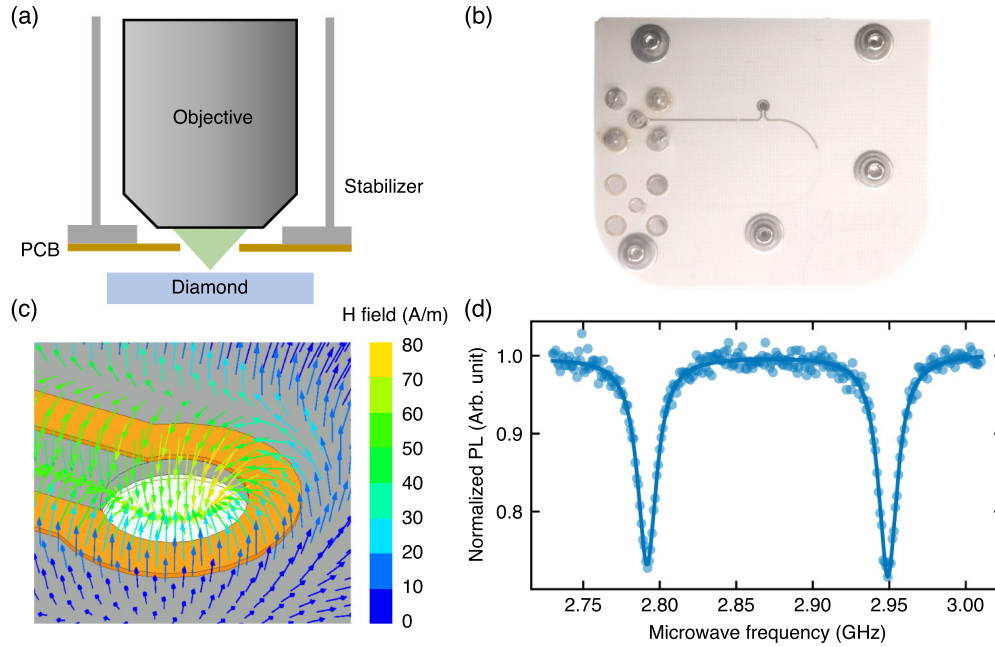 (a)
Objective
Stabilizer
PCB
Diamond
(b)
(c)
H field (A/m)
80
70
60
50
40
30
20
10
0
(d)
Normalized PL (Arb. unit)
1.0
0.9
0.8
2.75
2.80
2.85
2.90
2.95
3.00
Microwave frequency (GHz)